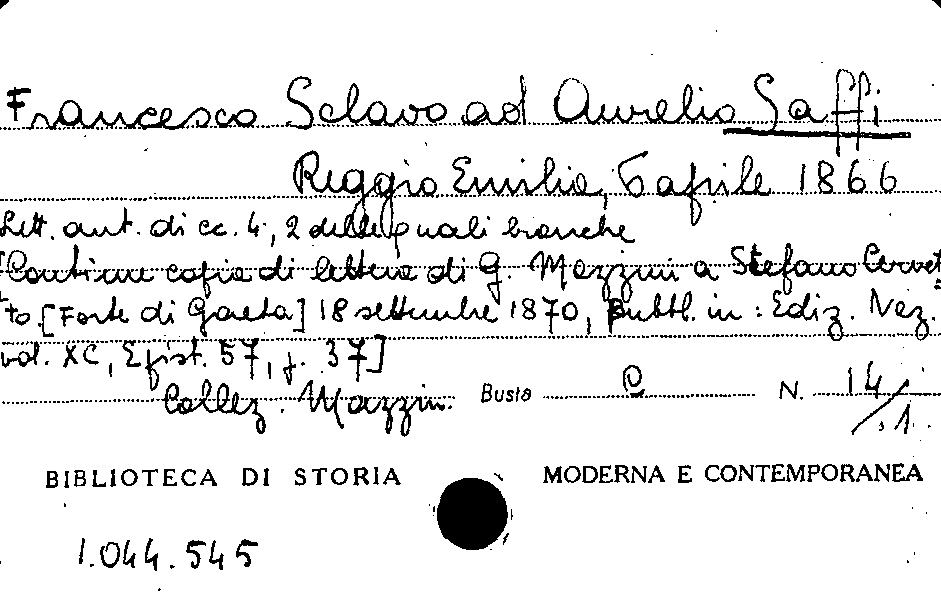 Francesco Sclavo ad Aurelio Saffi
Reggio Emilia, 6 aprile 1866
Lett. aut. di cc. 4, 2 delle quali bianche
[Contiene copia di lettera di G. Mazzini a Stefano Cervet=
to [Forte di Gaeta] 18 settembre 1870, Pubbl. in: Ediz. Naz.
vol. XC, Epist. 57, p. 37]
Collez. Mazzini. Busta C N. 14/1.
BIBLIOTECA DI STORIA MODERNA E CONTEMPORANEA
1.044.545